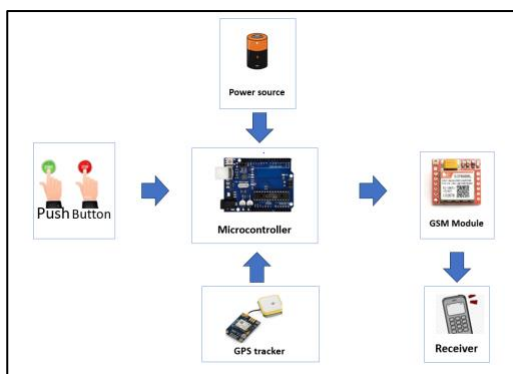 Power source
Push Button
Microcontroller
GSM Module
GPS tracker
Receiver